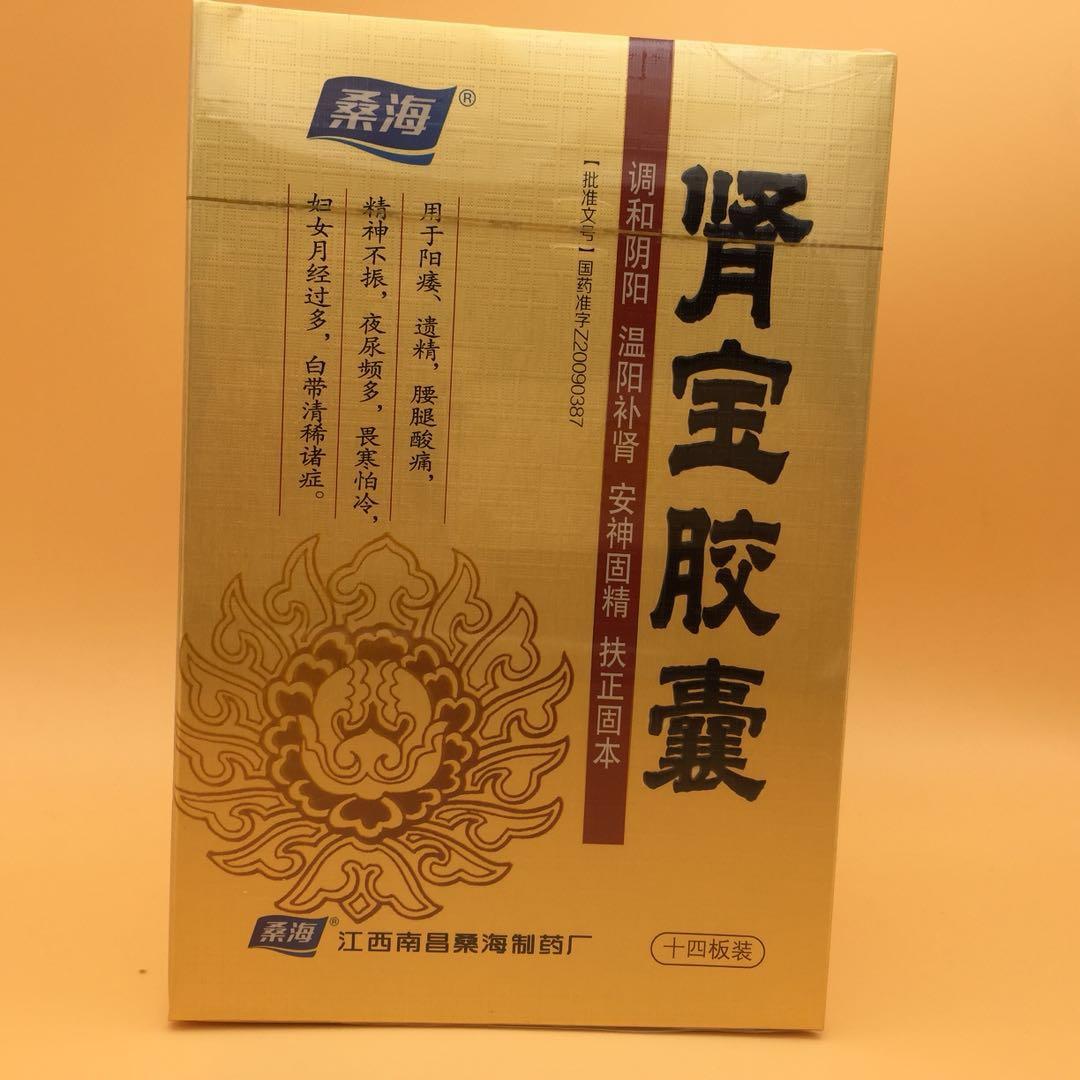 肾宝胶囊
调和阴阳 温阳补肾 安神固精 扶正固本
【批准文号】国药准字Z20090387
桑海®
用于阳痿、遗精，腰腿酸痛，
精神不振，夜尿频多，畏寒怕冷，
妇女月经过多，白带清稀诸症。
桑海® 江西南昌桑海制药厂
十四板装